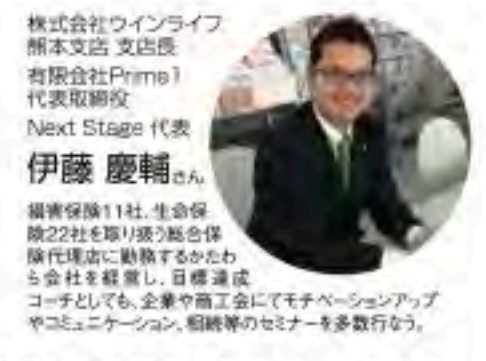 株式会社ウインライフ
熊本支店 支店長
有限会社Prime1
代表取締役
Next Stage 代表
伊藤 慶輔さん
損害保険11社、生命保
険22社を取り扱う総合保
険代理店に勤務するかたわ
ら会社を経営し、目標達成
コーチとしても、企業や商工会にてモチベーションアップ
やコミュニケーション、相続等のセミナーを多数行なう。